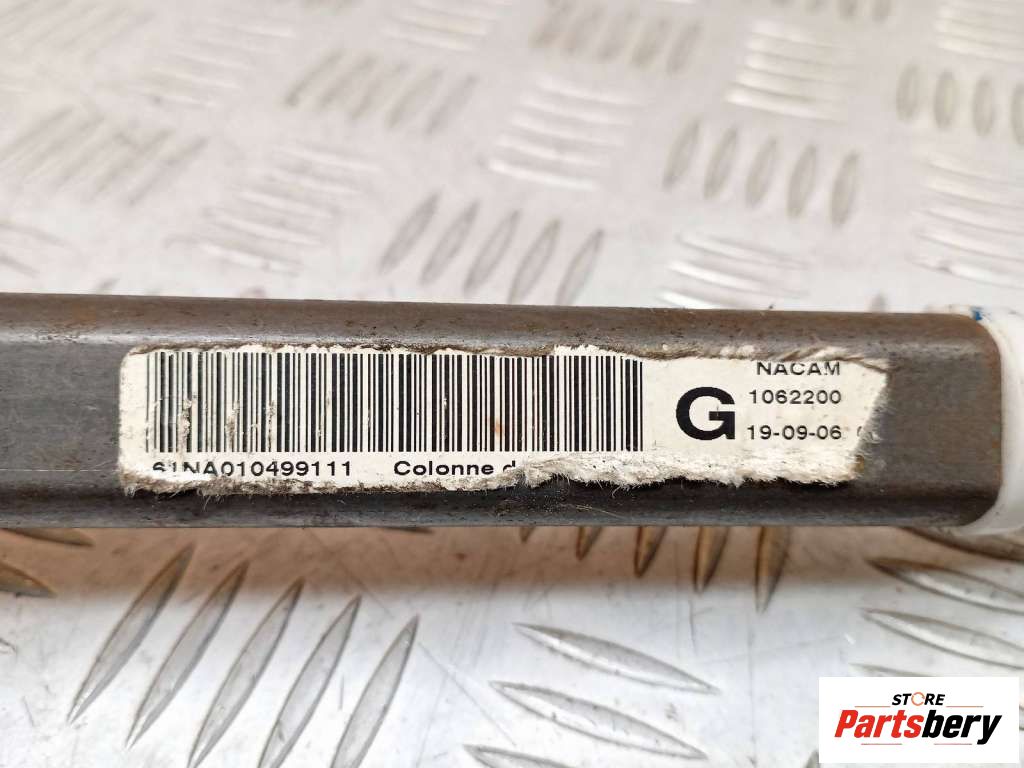 NACAM
G
1062200
19-09-06
61NA010499111 Colonne d
STORE
Partsbery